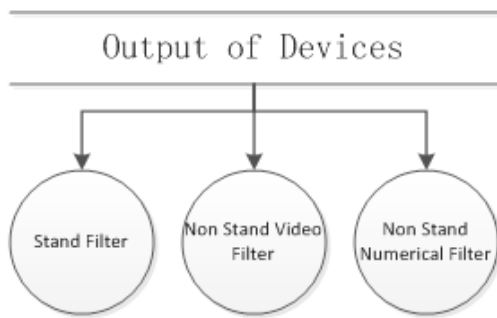 Output of Devices
Stand Filter
Non Stand Video
Filter
Non Stand
Numerical Filter